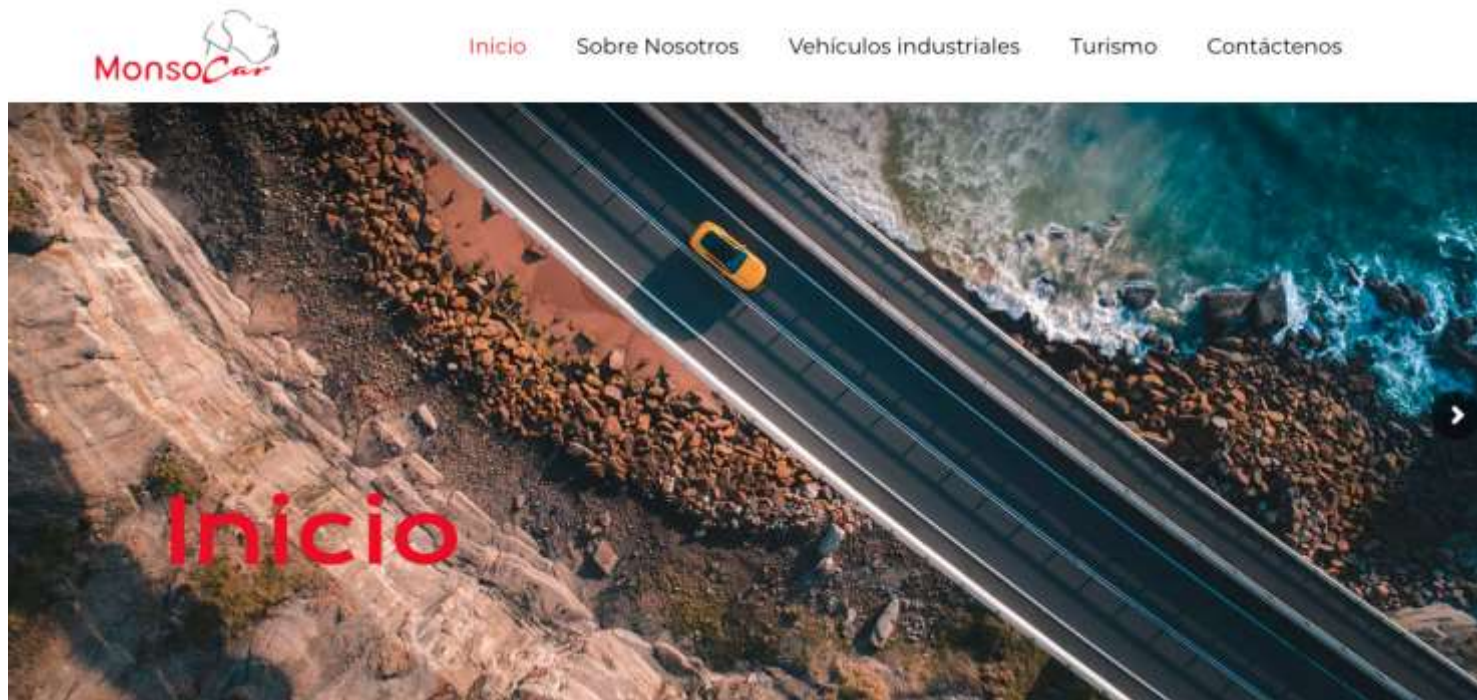 MonsoCar
Inicio
Sobre Nosotros
Vehículos industriales
Turismo
Contáctenos
Inicio